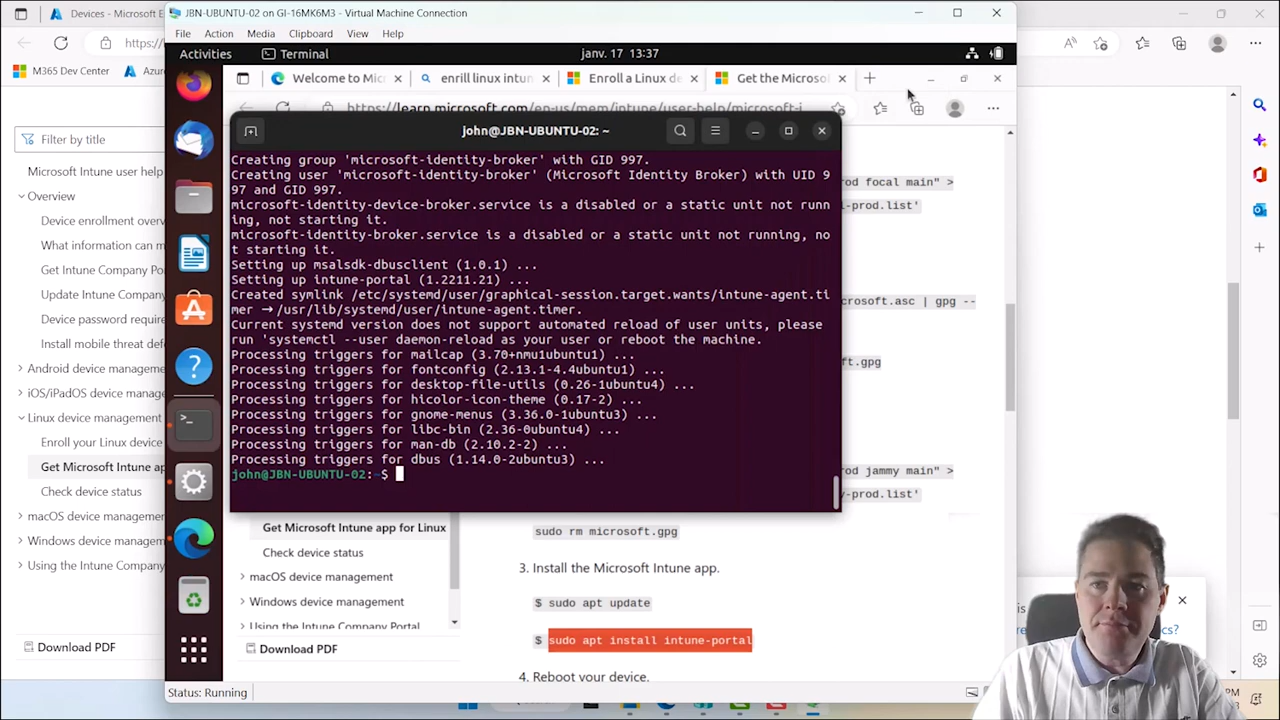 JBN-UBUNTU-02 on GI-16MK6M3 - Virtual Machine Connection
Devices - Microsoft E
https://
M365 Dev Center
Azure
File Action Media Clipboard View Help
Activities
Terminal
janv. 17 13:37
Welcome to Mic
enrill linux intun
Enroll a Linux de
Get the Microso
https://learn.microsoft.com/en-us/mem/intune/user-help/microsoft-i
john@JBN-UBUNTU-02: ~
Creating group 'microsoft-identity-broker' with GID 997.
Creating user 'microsoft-identity-broker' (Microsoft Identity Broker) with UID 9
97 and GID 997.
microsoft-identity-device-broker.service is a disabled or a static unit not runn
ing, not starting it.
microsoft-identity-broker.service is a disabled or a static unit not running, no
t starting it.
Setting up msalsdk-dbusclient (1.0.1) ...
Setting up intune-portal (1.2211.21) ...
Created symlink /etc/systemd/user/graphical-session.target.wants/intune-agent.ti
mer → /usr/lib/systemd/user/intune-agent.timer.
Current systemd version does not support automated reload of user units, please
run 'systemctl --user daemon-reload as your user or reboot the machine.
Processing triggers for mailcap (3.70+nmu1ubuntu1) ...
Processing triggers for fontconfig (2.13.1-4.4ubuntu1) ...
Processing triggers for desktop-file-utils (0.26-1ubuntu4) ...
Processing triggers for hicolor-icon-theme (0.17-2) ...
Processing triggers for gnome-menus (3.36.0-1ubuntu3) ...
Processing triggers for libc-bin (2.36-0ubuntu4) ...
Processing triggers for man-db (2.10.2-2) ...
Processing triggers for dbus (1.14.0-2ubuntu3) ...
john@JBN-UBUNTU-02:~$
Filter by title
Microsoft Intune user help
Overview
Device enrollment overv
What information can m
Get Intune Company Po
Update Intune Company
Device password require
Install mobile threat def
Android device manager
iOS/iPadOS device mana
Linux device management
Enroll your Linux device
Get Microsoft Intune ap
Check device status
macOS device managem
Windows device manage
Using the Intune Compa
Download PDF
rod focal main" >
l-prod.list'
crosoft.asc | gpg --
ft.gpg
rod jammy main" >
y-prod.list'
Get Microsoft Intune app for Linux
Check device status
macOS device management
Windows device management
Using the Intune Company Portal
Download PDF
sudo rm microsoft.gpg
3. Install the Microsoft Intune app.
$ sudo apt update
$ sudo apt install intune-portal
4. Reboot your device.
Status: Running